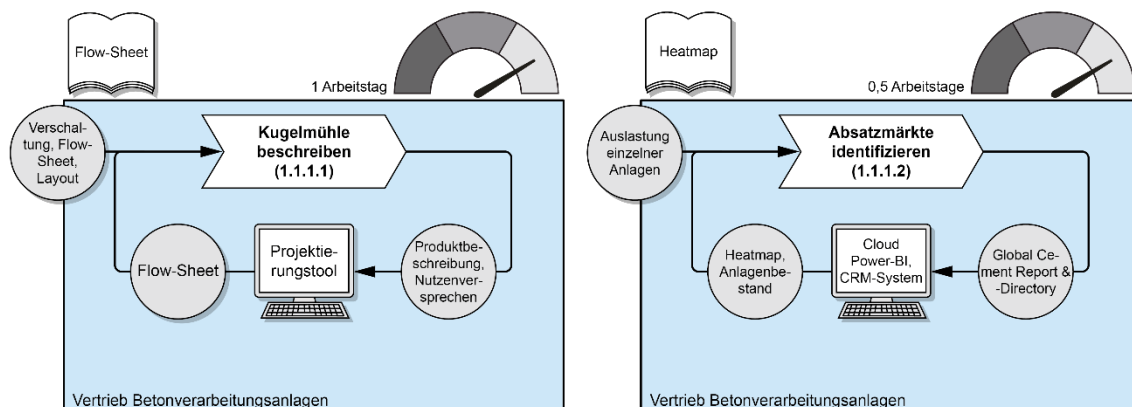 Flow-Sheet
1 Arbeitstag
Verschal-
tung, Flow-
Sheet,
Layout
Kugelmühle
beschreiben
(1.1.1.1)
Flow-Sheet
Projektie-
rungstool
Produktbe-
schreibung,
Nutzenver-
sprechen
Vertrieb Betonverarbeitungsanlagen
Heatmap
0,5 Arbeitstage
Auslastung
einzelner
Anlagen
Absatzmärkte
identifizieren
(1.1.1.2)
Heatmap,
Anlagenbe-
stand
Cloud
Power-BI,
CRM-System
Global Ce-
ment Report &
-Directory
Vertrieb Betonverarbeitungsanlagen